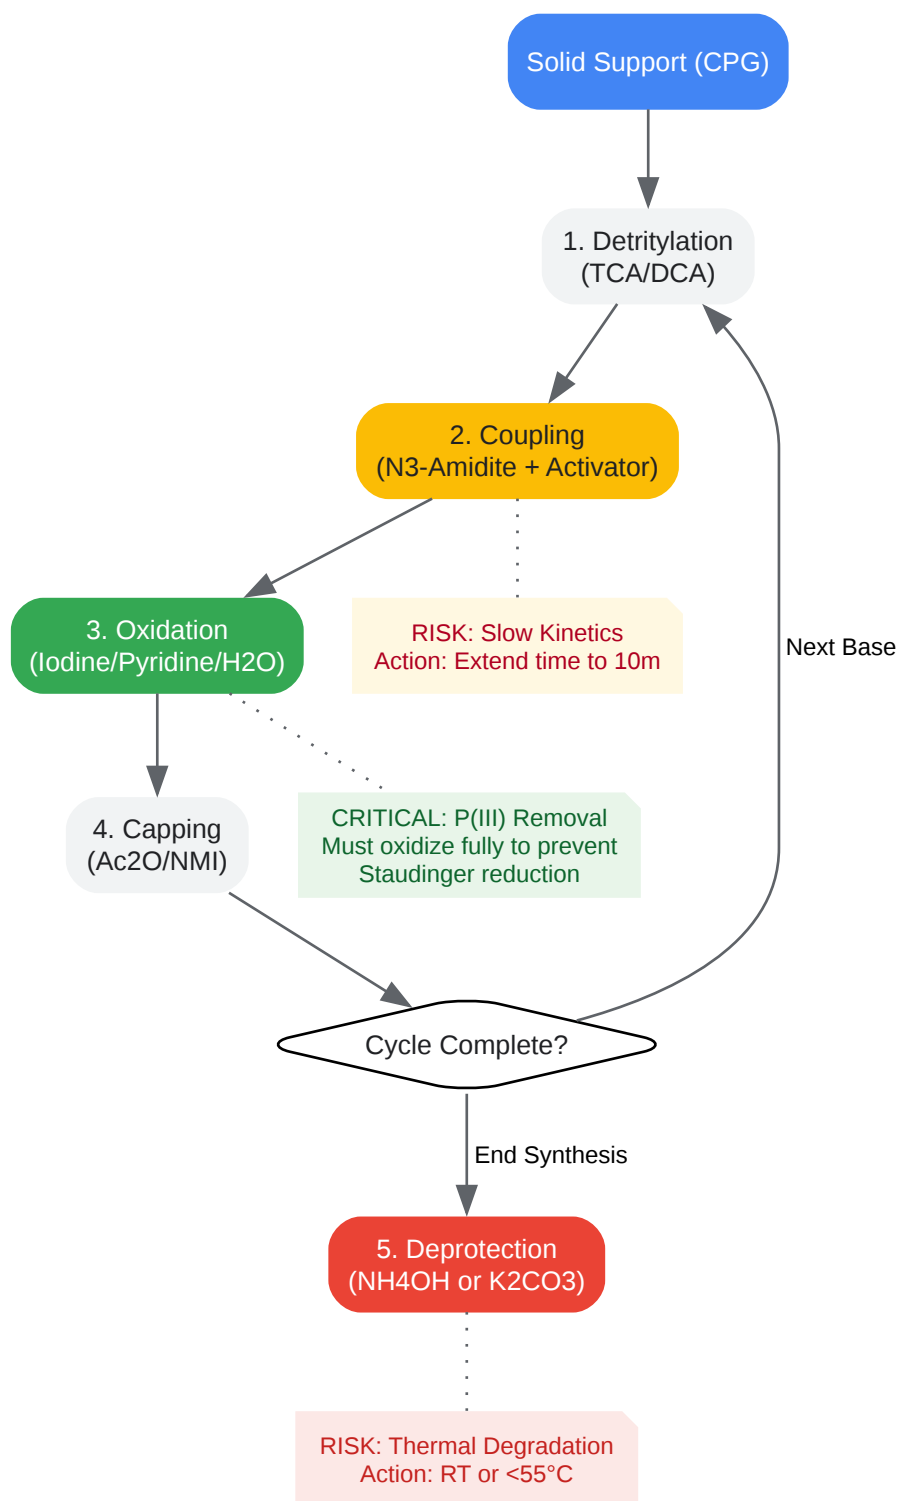 Solid Support (CPG)
1. Detritylation
(TCA/DCA)
2. Coupling
(N3-Amidite + Activator)
3. Oxidation
(Iodine/Pyridine/H2O)
RISK: Slow Kinetics
Action: Extend time to 10m
Next Base
4. Capping
(Ac2O/NMI)
CRITICAL: P(III) Removal
Must oxidize fully to prevent
Staudinger reduction
Cycle Complete?
End Synthesis
5. Deprotection
(NH4OH or K2CO3)
RISK: Thermal Degradation
Action: RT or <55°C